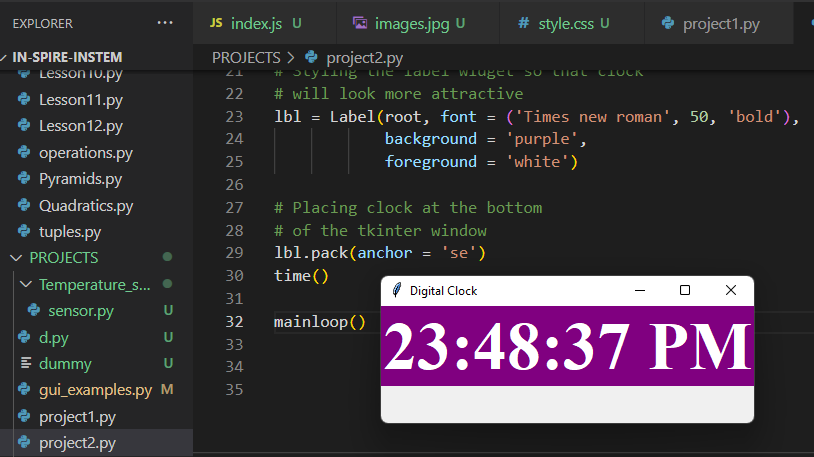 EXPLORER
IN-SPIRE-INSTEM
Lesson10.py
Lesson11.py
Lesson12.py
operations.py
Pyramids.py
Quadratics.py
tuples.py
PROJECTS
Temperature_s...
sensor.py U
d.py U
dummy U
gui_examples.py M
project1.py
project2.py
JS index.js U
images.jpg U
# style.css U
project1.py
PROJECTS > project2.py
21 # Styling the label widget so that clock
22 # will look more attractive
23 lbl = Label(root, font = ('Times new roman', 50, 'bold'),
24 background = 'purple',
25 foreground = 'white')
26
27 # Placing clock at the bottom
28 # of the tkinter window
29 lbl.pack(anchor = 'se')
30 time()
31
32 mainloop()
33
34
35
Digital Clock
23:48:37 PM